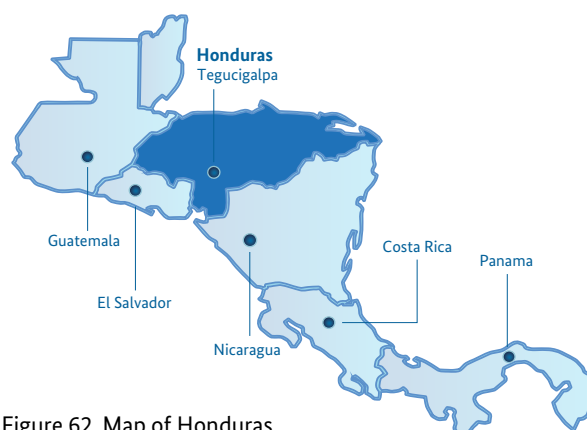 Honduras
Tegucigalpa
Guatemala
Costa Rica
Panama
El Salvador
Nicaragua
Figure 62. Map of Honduras